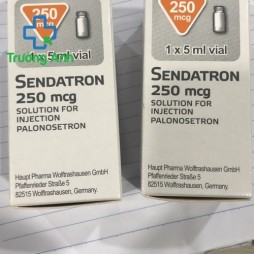 250
mcg
1 x 5 ml vial
SENDATRON
250 mcg
SOLUTION FOR
INJECTION
PALONOSETRON
Haupt Pharma Wolfratshausen GmbH
Pfaffenrieder Straße 5
82515 Wolfratshausen, Germany.
250
mcg
1 x 5 ml vial
SENDATRON
250 mcg
SOLUTION FOR
INJECTION
PALONOSETRON
Haupt Pharma Wolfratshausen GmbH
Pfaffenrieder Straße 5
82515 Wolfratshausen, Germany.
Trường Anh